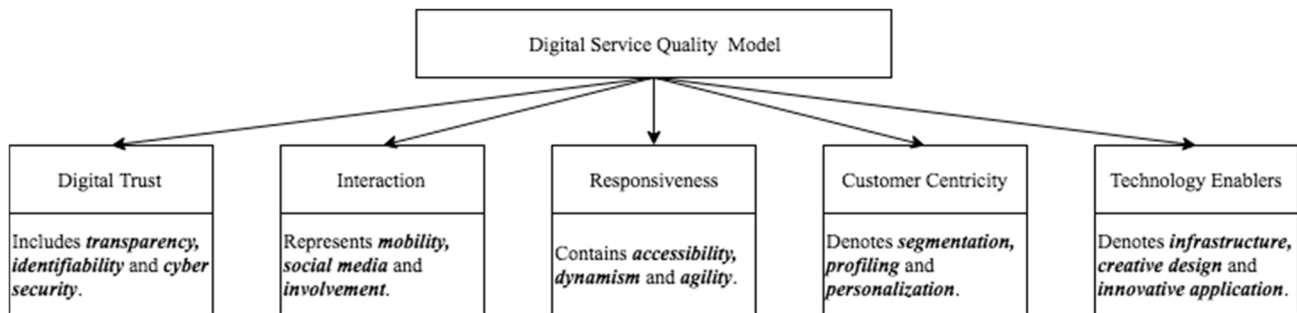 Digital Service Quality Model
Digital Trust
Includes transparency,
identifiability and cyber
security.
Interaction
Represents mobility,
social media and
involvement.
Responsiveness
Contains accessibility,
dynamism and agility.
Customer Centricity
Denotes segmentation,
profiling and
personalization.
Technology Enablers
Denotes infrastructure,
creative design and
innovative application.